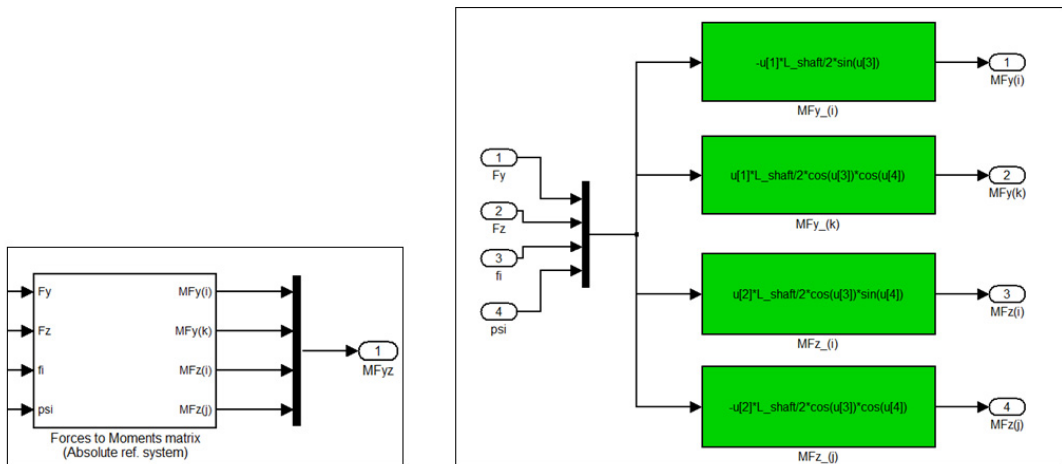 Fy
Fz
fi
psi
MFy(i)
MFy(k)
MFz(i)
MFz(j)
Forces to Moments matrix
(Absolute ref. system)
1
MFyz
1
Fy
2
Fz
3
fi
4
psi
-u[1]*L_shaft/2*sin(u[3])
MFy_(i)
u[1]*L_shaft/2*cos(u[3])*cos(u[4])
MFy_(k)
u[2]*L_shaft/2*cos(u[3])*sin(u[4])
MFz_(i)
-u[2]*L_shaft/2*cos(u[3])*cos(u[4])
MFz_(j)
1
MFy(i)
2
MFy(k)
3
MFz(i)
4
MFz(j)